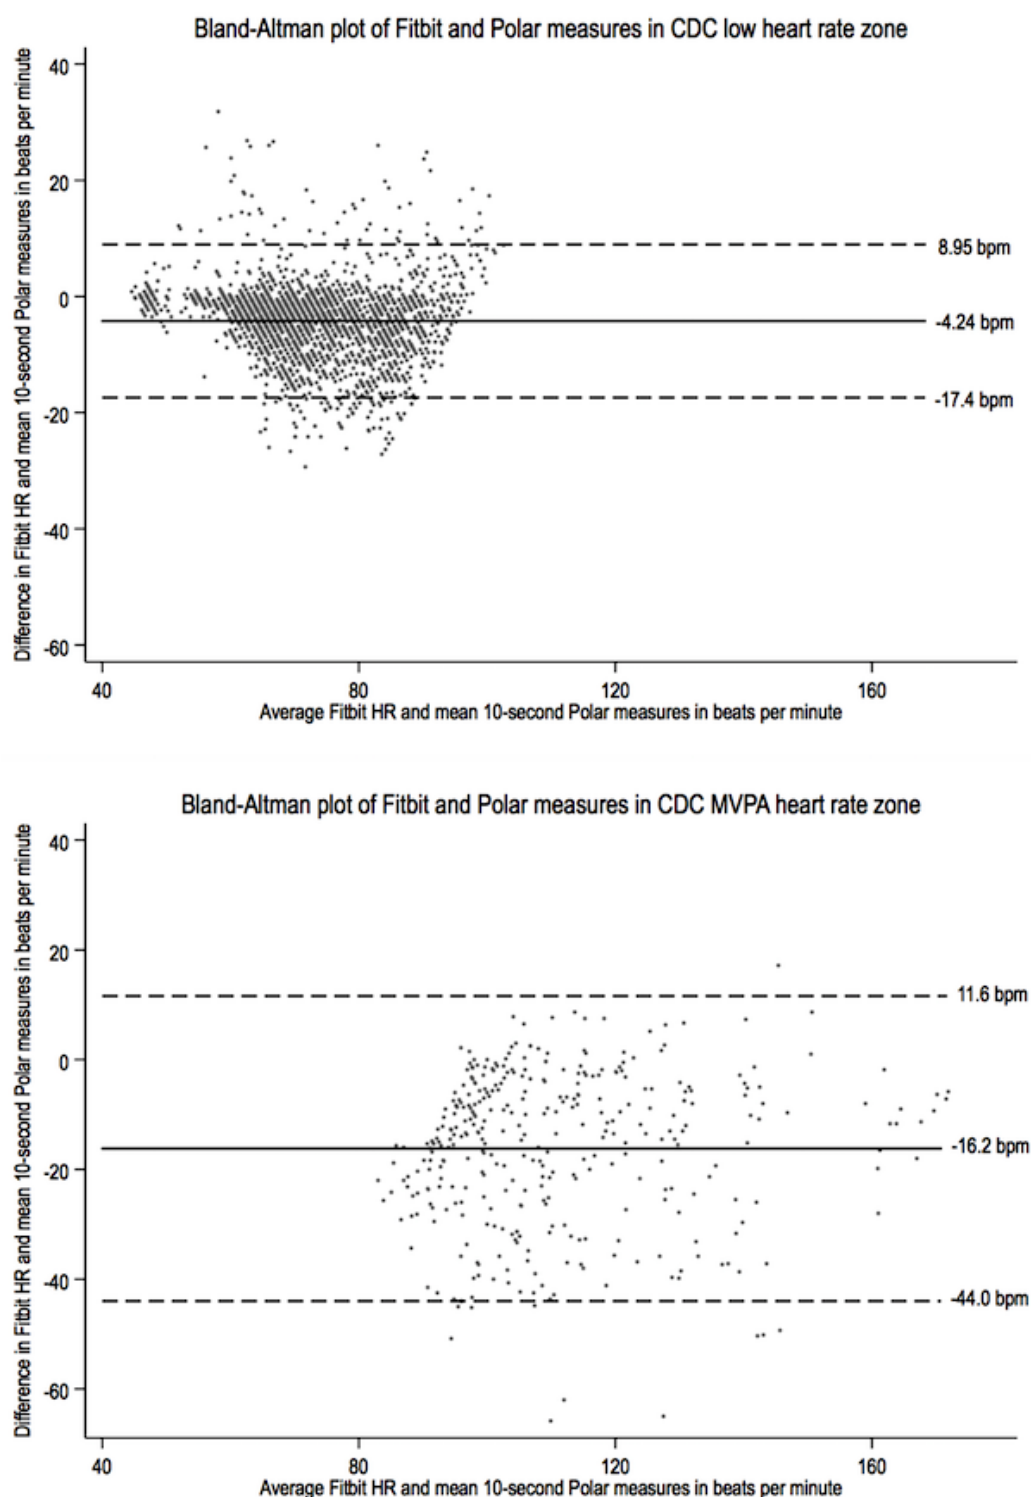 Bland-Altman plot of Fitbit and Polar measures in CDC low heart rate zone
Difference in Fitbit HR and mean 10-second Polar measures in beats per minute
40
20
0
-20
-40
-60
8.95 bpm
-4.24 bpm
-17.4 bpm
40
80
120
160
Average Fitbit HR and mean 10-second Polar measures in beats per minute
Bland-Altman plot of Fitbit and Polar measures in CDC MVPA heart rate zone
Difference in Fitbit HR and mean 10-second Polar measures in beats per minute
40
20
0
-20
-40
-60
11.6 bpm
-16.2 bpm
-44.0 bpm
40
80
120
160
Average Fitbit HR and mean 10-second Polar measures in beats per minute